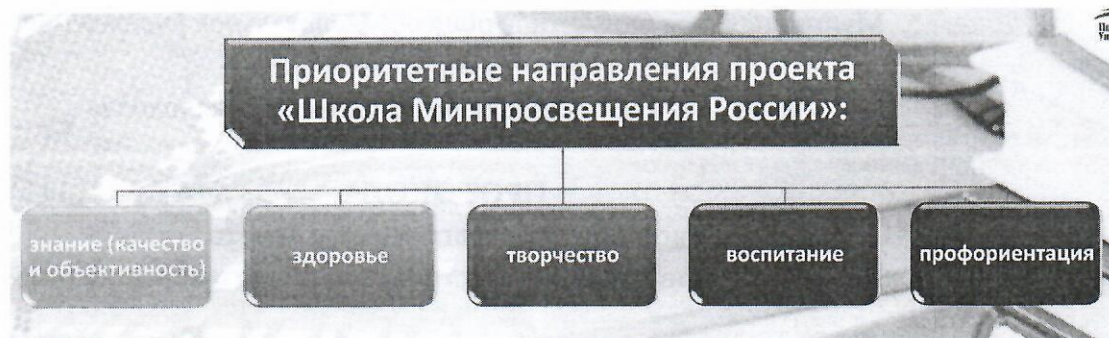 Приоритетные направления проекта
«Школа Минпросвещения России»:
знание (качество
и объективность)
здоровье
творчество
воспитание
профориентация